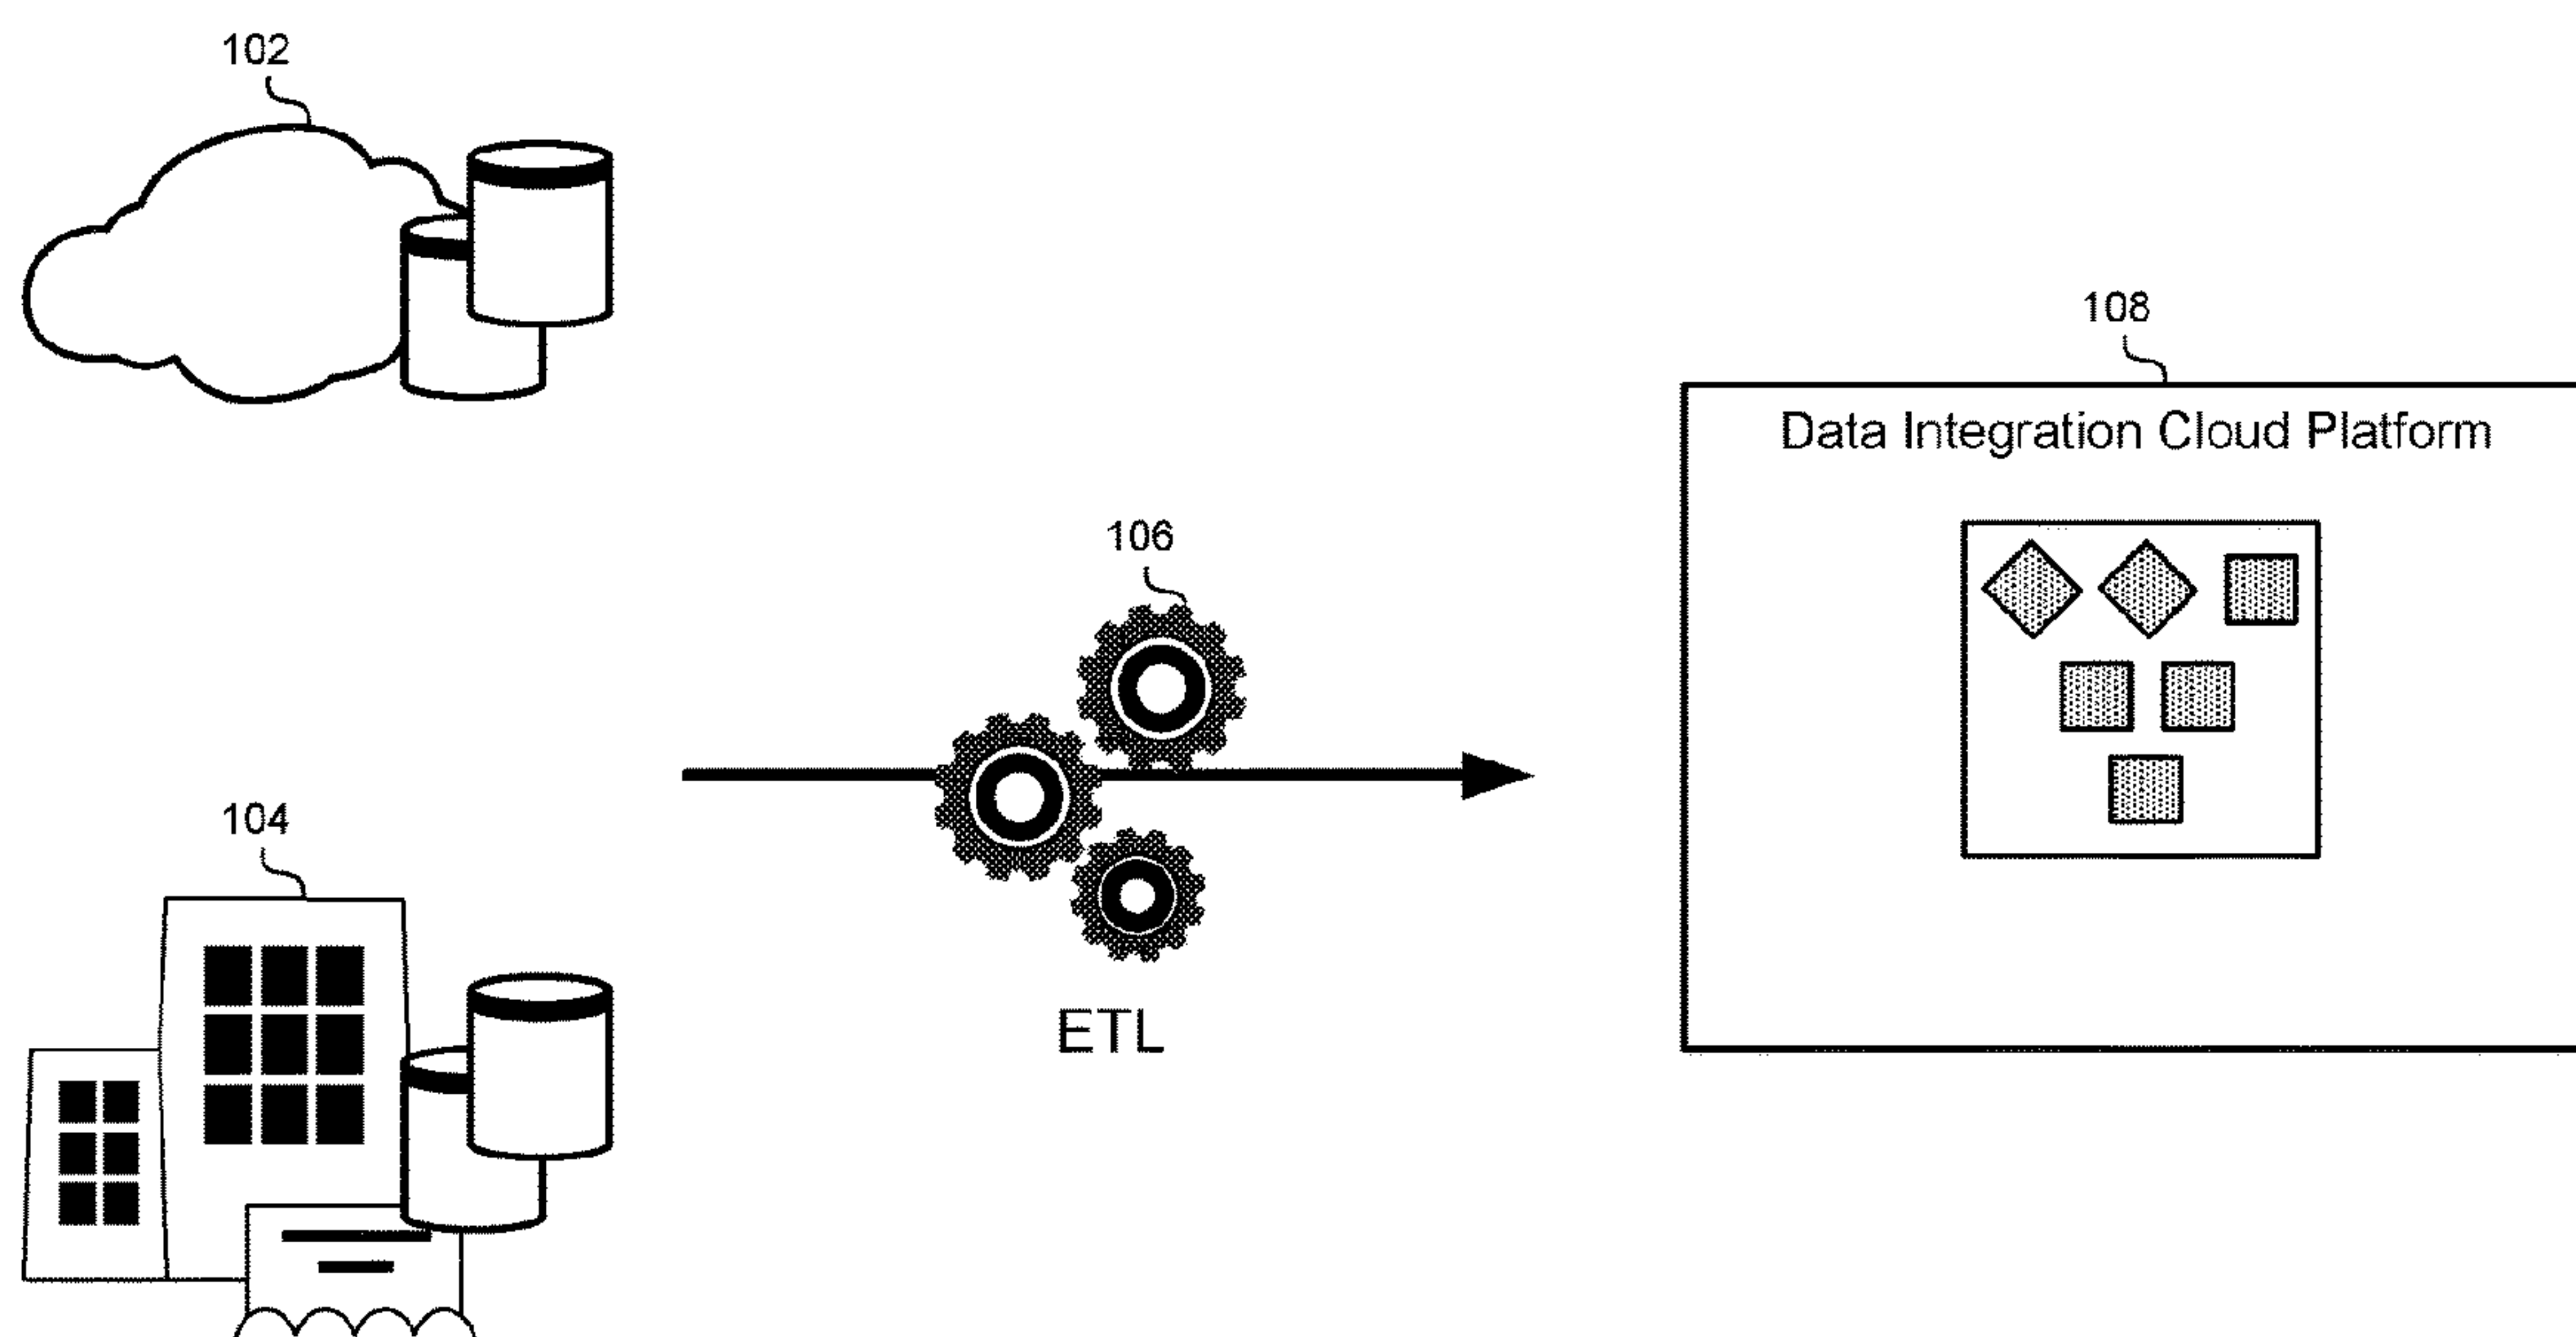 102
108
Data Integration Cloud Platform
106
104
ETL